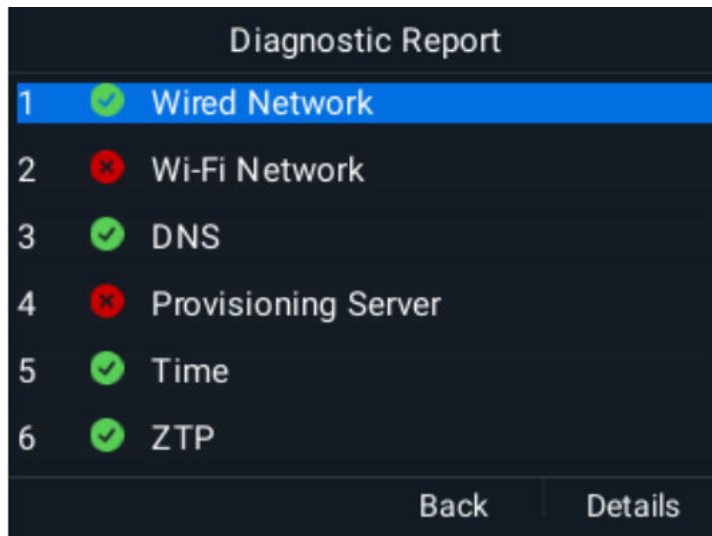 Diagnostic Report
1 Wired Network
2 Wi-Fi Network
3 DNS
4 Provisioning Server
5 Time
6 ZTP
Back Details